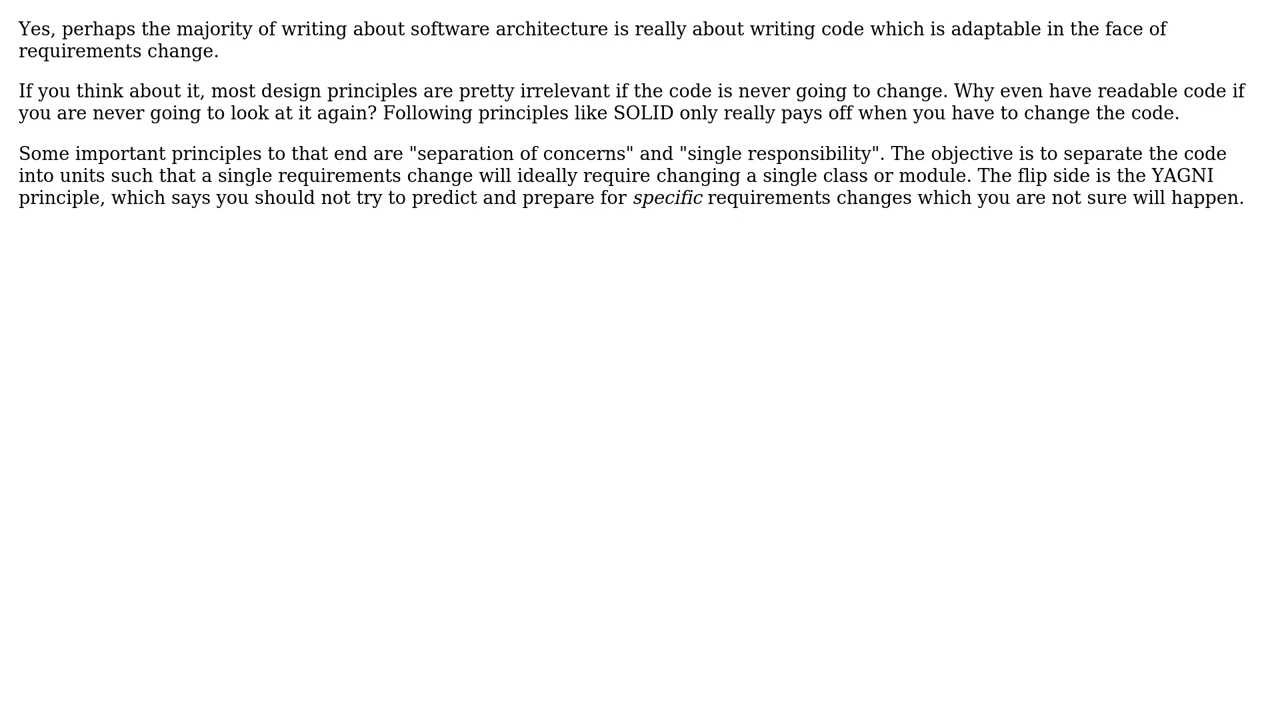 Yes, perhaps the majority of writing about software architecture is really about writing code which is adaptable in the face of
requirements change.
If you think about it, most design principles are pretty irrelevant if the code is never going to change. Why even have readable code if
you are never going to look at it again? Following principles like SOLID only really pays off when you have to change the code.
Some important principles to that end are "separation of concerns" and "single responsibility". The objective is to separate the code
into units such that a single requirements change will ideally require changing a single class or module. The flip side is the YAGNI
principle, which says you should not try to predict and prepare for specific requirements changes which you are not sure will happen.